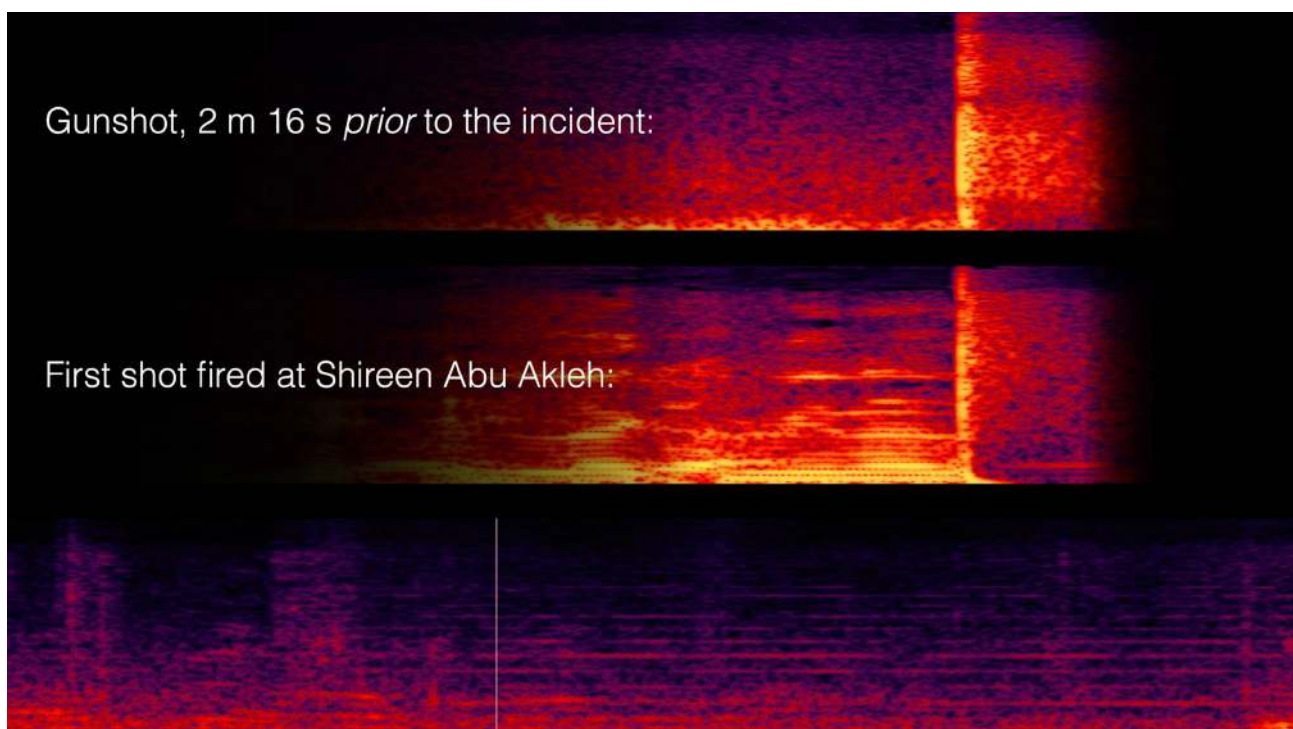 Gunshot, 2 m 16 s prior to the incident:
First shot fired at Shireen Abu Akleh: